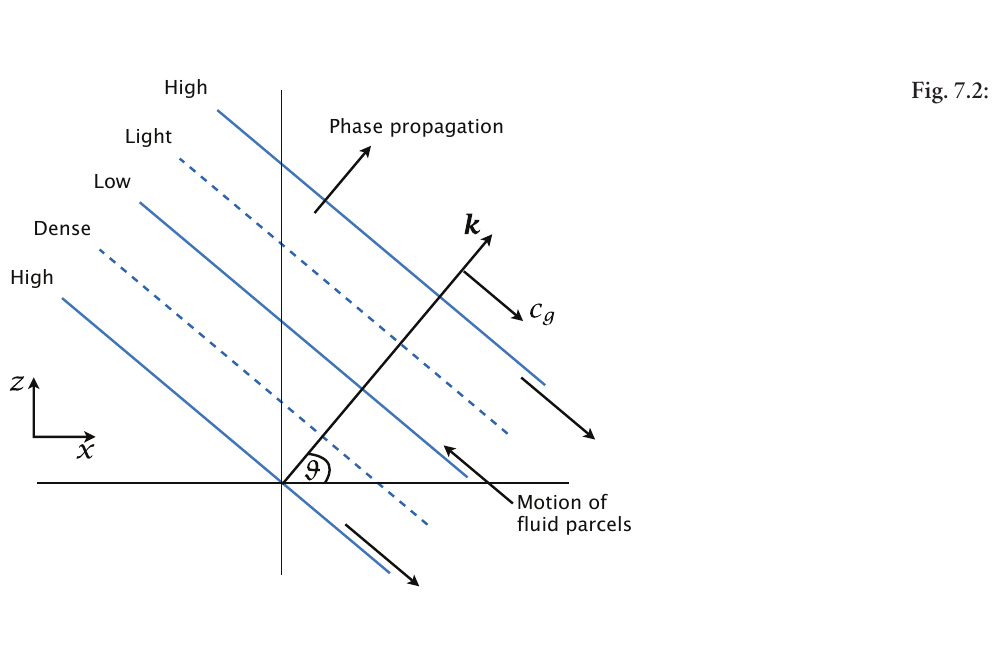 Fig. 7.2:
High
Phase propagation
Light
Low
k
Dense
High
c_g
z
x
ϑ
Motion of
fluid parcels